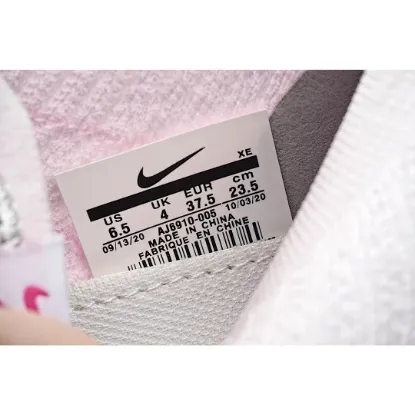 XE
US UK EUR cm
6.5 4 37.5 23.5
09/13/20 AJ6910-005 10/03/20
MADE IN CHINA
FABRIQUE EN CHINE